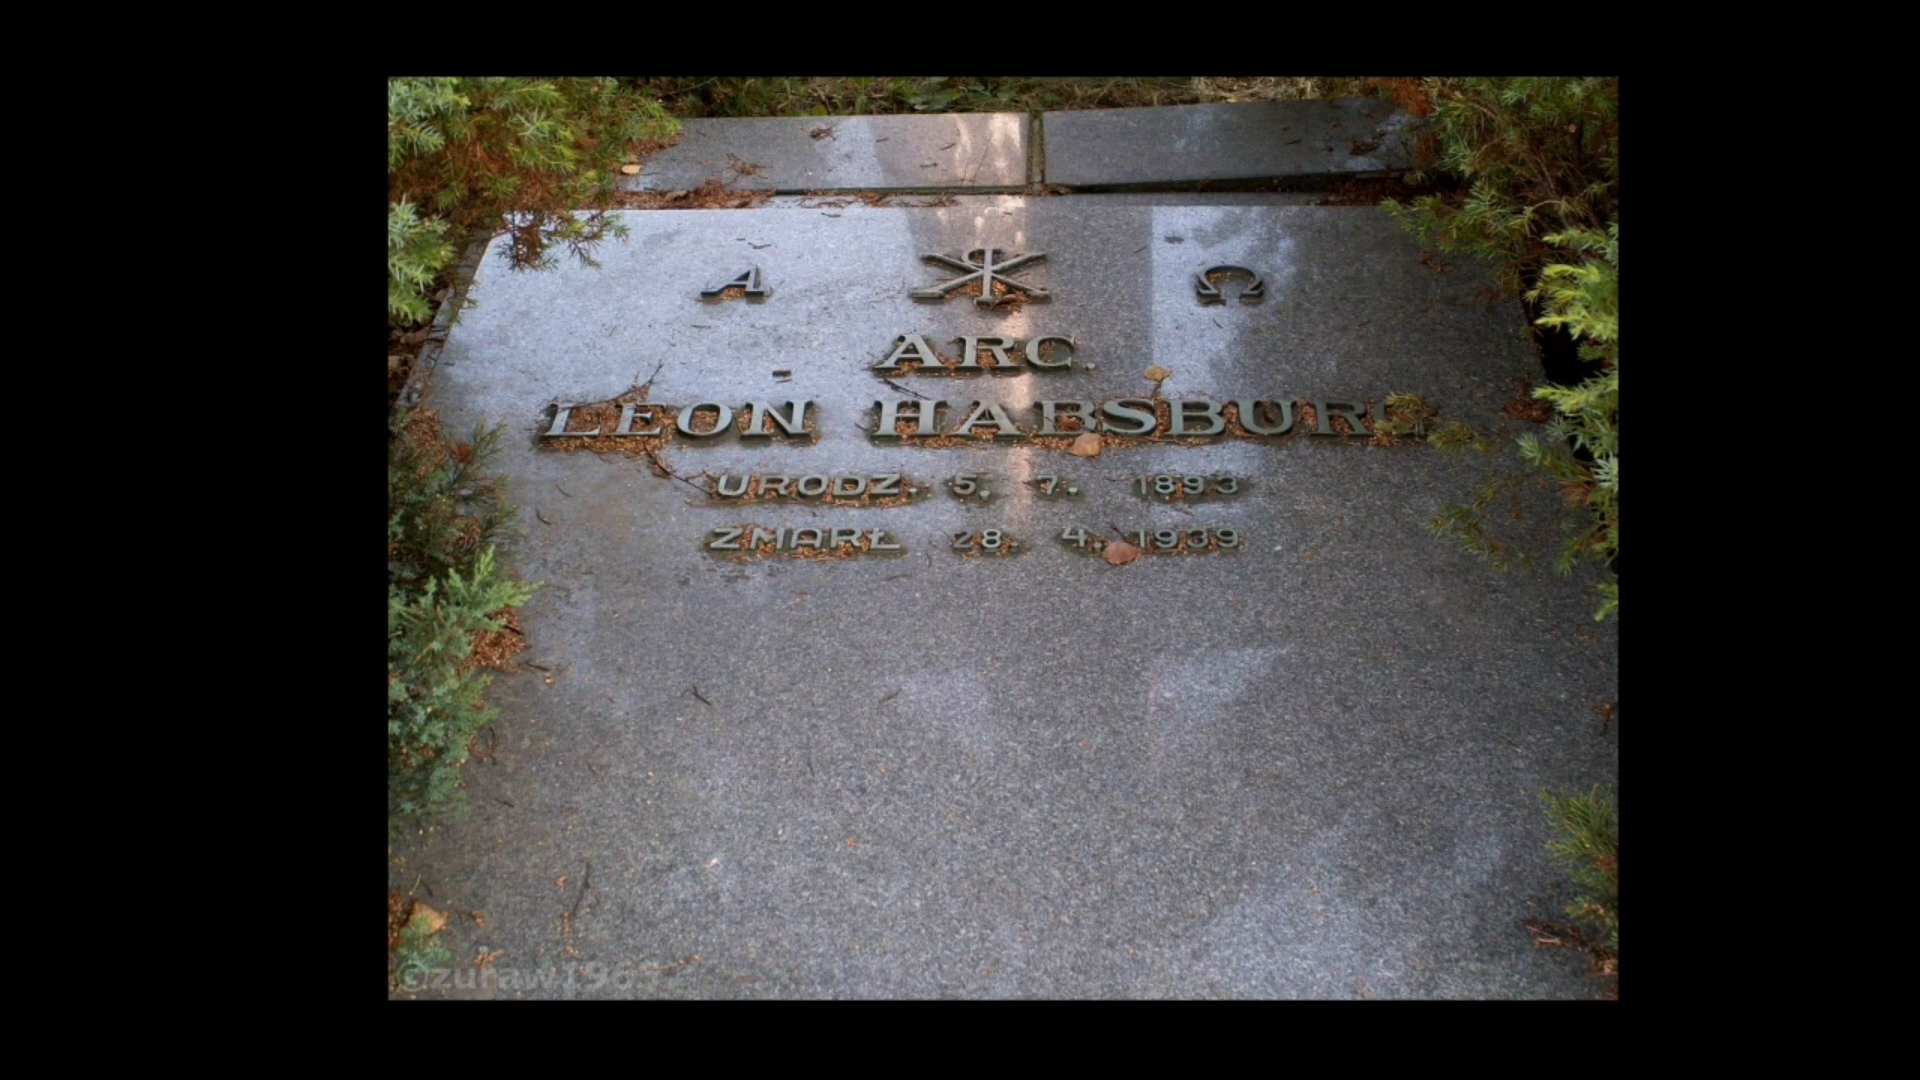 A ☧ Ω
ARC.
LEON HABSBURG
URODZ. 5. 7. 1893
ZMARŁ 28. 4. 1939